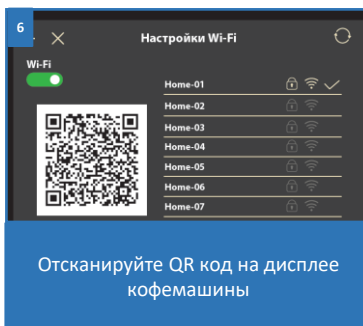 6
Настройки Wi-Fi
Wi-Fi
Home-01
Home-02
Home-03
Home-04
Home-05
Home-06
Home-07
Отсканируйте QR код на дисплее
кофемашины